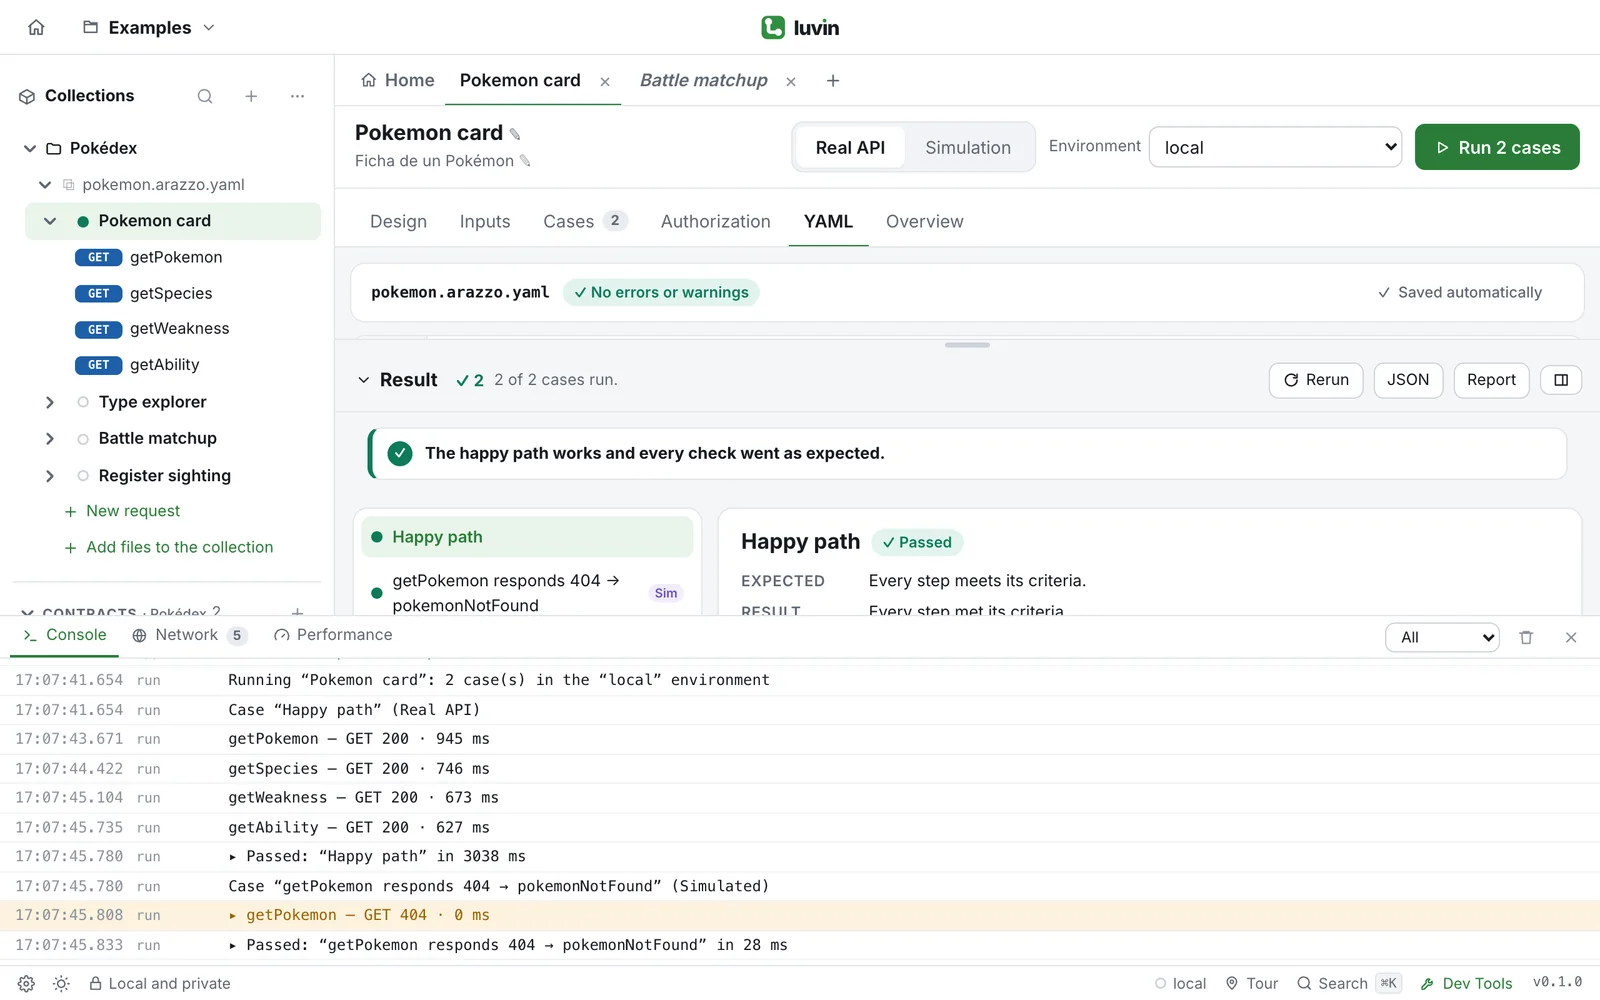 Examples
luvin
Collections
Home
Pokemon card
Battle matchup
Pokédex
pokemon.arazzo.yaml
Pokemon card
GET getPokemon
GET getSpecies
GET getWeakness
GET getAbility
Type explorer
Battle matchup
Register sighting
+ New request
+ Add files to the collection
CONTRACTS · Pokédex 2
Pokemon card
Ficha de un Pokémon
Real API
Simulation
Environment
local
Run 2 cases
Design
Inputs
Cases 2
Authorization
YAML
Overview
pokemon.arazzo.yaml
✓ No errors or warnings
✓ Saved automatically
Result ✓ 2 2 of 2 cases run.
Rerun
JSON
Report
The happy path works and every check went as expected.
Happy path
getPokemon responds 404 →
pokemonNotFound
Sim
Happy path ✓ Passed
EXPECTED Every step meets its criteria.
RESULT Every step met its criteria
Console
Network 5
Performance
All
17:07:41.654 run Running “Pokemon card”: 2 case(s) in the “local” environment
17:07:41.654 run Case “Happy path” (Real API)
17:07:43.671 run getPokemon — GET 200 · 945 ms
17:07:44.422 run getSpecies — GET 200 · 746 ms
17:07:45.104 run getWeakness — GET 200 · 673 ms
17:07:45.735 run getAbility — GET 200 · 627 ms
17:07:45.780 run ▸ Passed: “Happy path” in 3038 ms
17:07:45.780 run Case “getPokemon responds 404 → pokemonNotFound” (Simulated)
17:07:45.808 run ▸ getPokemon — GET 404 · 0 ms
17:07:45.833 run ▸ Passed: “getPokemon responds 404 → pokemonNotFound” in 28 ms
Local and private
local
Tour
Search ⌘K
Dev Tools
v0.1.0